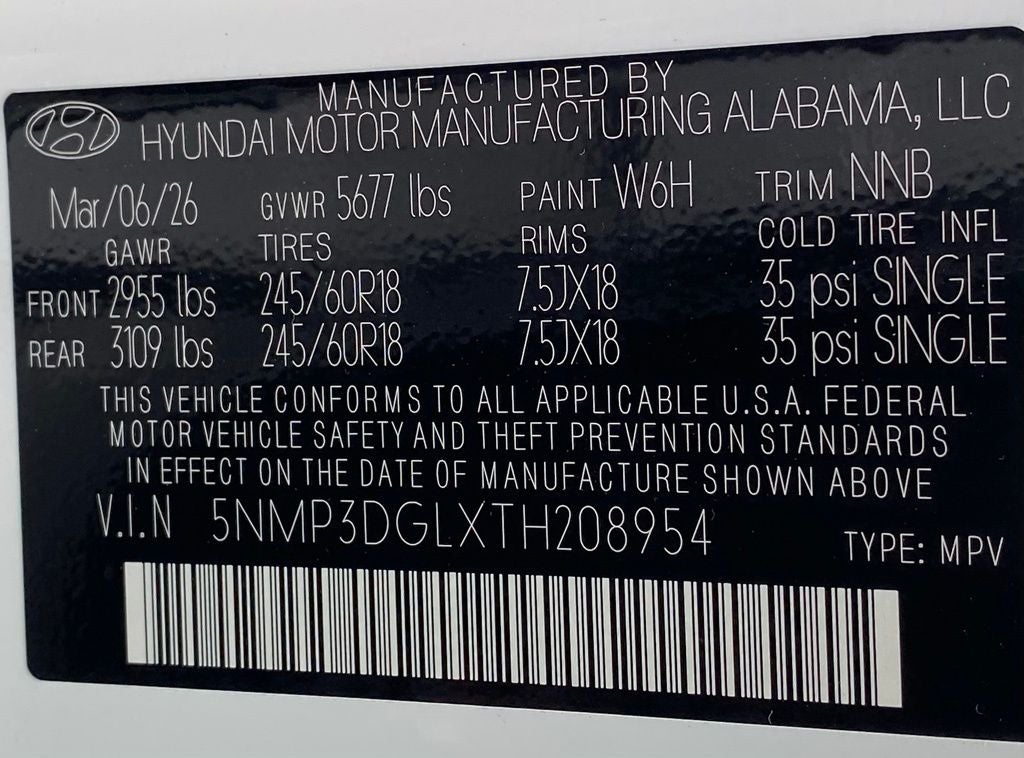 MANUFACTURED BY
HYUNDAI MOTOR MANUFACTURING ALABAMA, LLC
Mar/06/26 GVWR 5677 lbs PAINT W6H TRIM NNB
GAWR TIRES RIMS COLD TIRE INFL
FRONT 2955 lbs 245/60R18 7.5JX18 35 psi SINGLE
REAR 3109 lbs 245/60R18 7.5JX18 35 psi SINGLE
THIS VEHICLE CONFORMS TO ALL APPLICABLE U.S.A. FEDERAL
MOTOR VEHICLE SAFETY AND THEFT PREVENTION STANDARDS
IN EFFECT ON THE DATE OF MANUFACTURE SHOWN ABOVE
V.I.N 5NMP3DGLXTH208954 TYPE: MPV